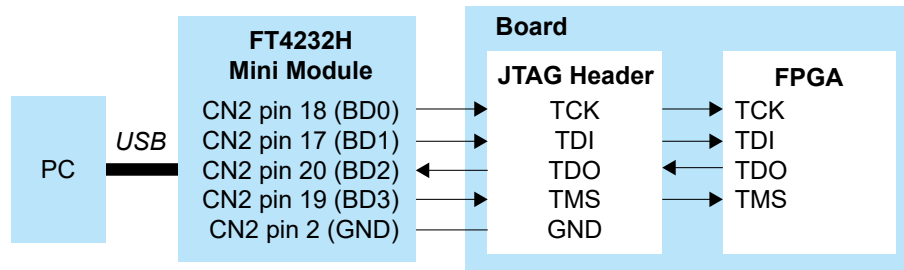 PC
USB
FT4232H
Mini Module
CN2 pin 18 (BD0)
CN2 pin 17 (BD1)
CN2 pin 20 (BD2)
CN2 pin 19 (BD3)
CN2 pin 2 (GND)
Board
JTAG Header
TCK
TDI
TDO
TMS
GND
FPGA
TCK
TDI
TDO
TMS